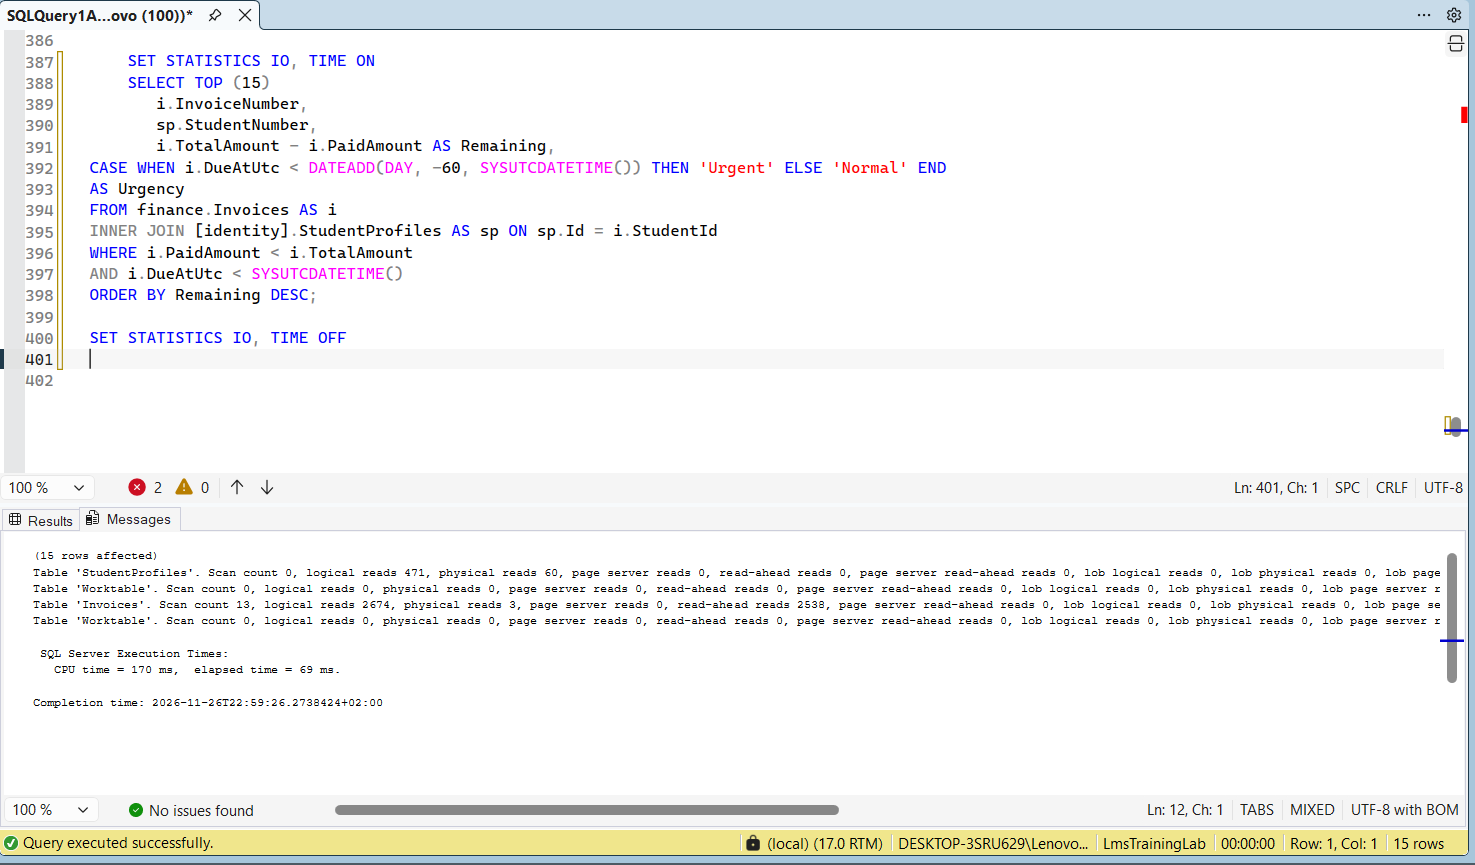 SQLQuery1A...ovo (100))*
386
387 SET STATISTICS IO, TIME ON
388 SELECT TOP (15)
389 i.InvoiceNumber,
390 sp.StudentNumber,
391 i.TotalAmount - i.PaidAmount AS Remaining,
392 CASE WHEN i.DueAtUtc < DATEADD(DAY, -60, SYSUTCDATETIME()) THEN 'Urgent' ELSE 'Normal' END
393 AS Urgency
394 FROM finance.Invoices AS i
395 INNER JOIN [identity].StudentProfiles AS sp ON sp.Id = i.StudentId
396 WHERE i.PaidAmount < i.TotalAmount
397 AND i.DueAtUtc < SYSUTCDATETIME()
398 ORDER BY Remaining DESC;
399
400 SET STATISTICS IO, TIME OFF
401
402
100 % 2 0 Ln: 401, Ch: 1 SPC CRLF UTF-8
Results Messages
(15 rows affected)
Table 'StudentProfiles'. Scan count 0, logical reads 471, physical reads 60, page server reads 0, read-ahead reads 0, page server read-ahead reads 0, lob logical reads 0, lob physical reads 0, lob page
Table 'Worktable'. Scan count 0, logical reads 0, physical reads 0, page server reads 0, read-ahead reads 0, page server read-ahead reads 0, lob logical reads 0, lob physical reads 0, lob page server r
Table 'Invoices'. Scan count 13, logical reads 2674, physical reads 3, page server reads 0, read-ahead reads 2538, page server read-ahead reads 0, lob logical reads 0, lob physical reads 0, lob page se
Table 'Worktable'. Scan count 0, logical reads 0, physical reads 0, page server reads 0, read-ahead reads 0, page server read-ahead reads 0, lob logical reads 0, lob physical reads 0, lob page server r
SQL Server Execution Times:
CPU time = 170 ms, elapsed time = 69 ms.
Completion time: 2026-11-26T22:59:26.2738424+02:00
100 % No issues found Ln: 12, Ch: 1 TABS MIXED UTF-8 with BOM
Query executed successfully. (local) (17.0 RTM) DESKTOP-3SRU629\Lenovo... LmsTrainingLab 00:00:00 Row: 1, Col: 1 15 rows